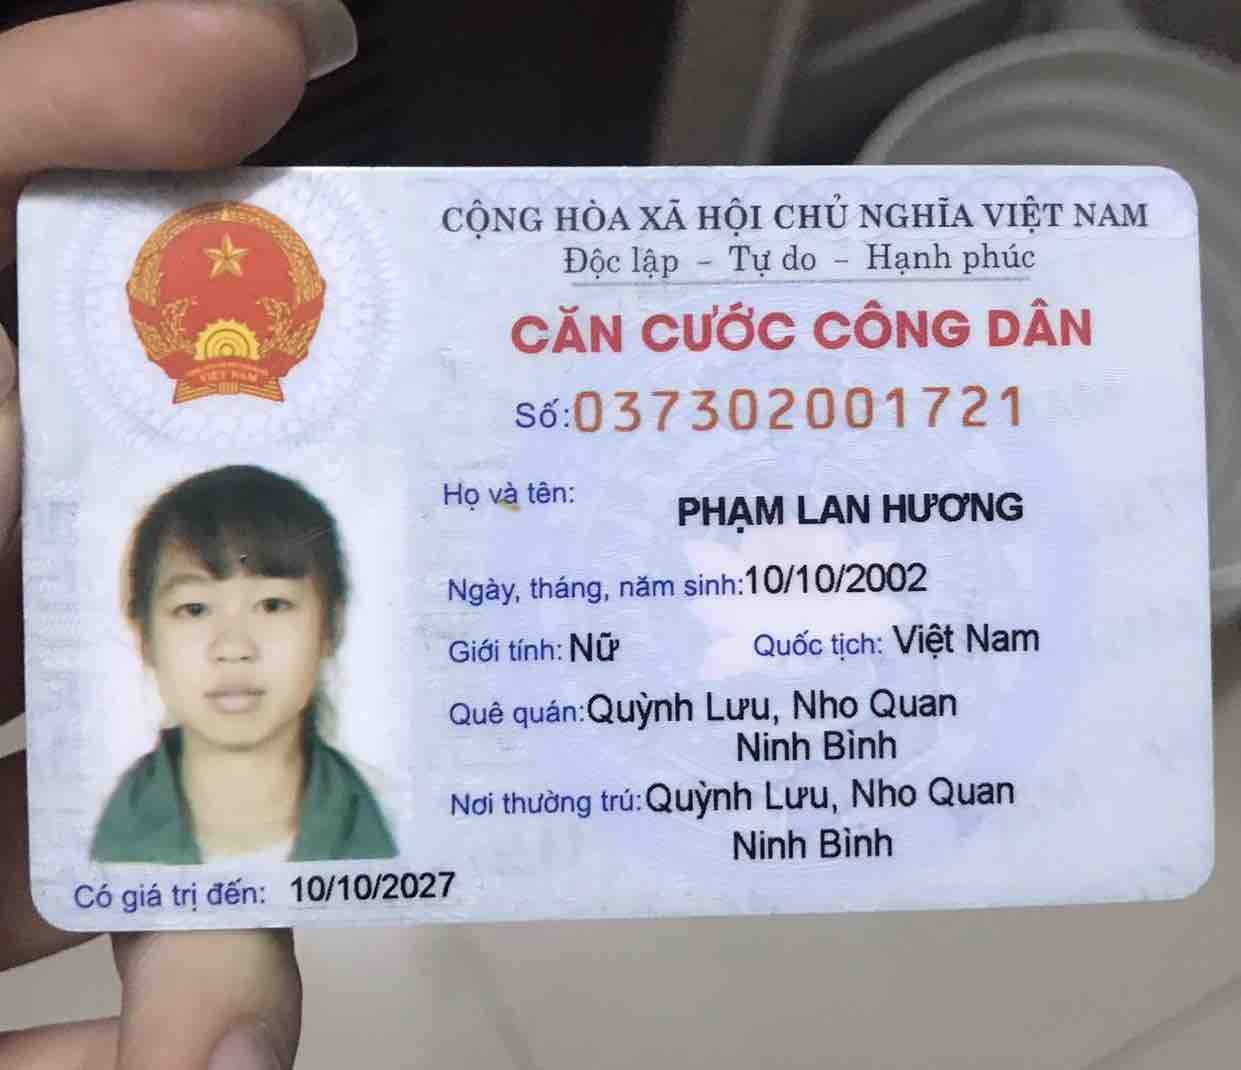 CỘNG HÒA XÃ HỘI CHỦ NGHĨA VIỆT NAM
Độc lập - Tự do - Hạnh phúc
CĂN CƯỚC CÔNG DÂN
Số: 037302001721
Họ và tên: PHẠM LAN HƯƠNG
Ngày, tháng, năm sinh: 10/10/2002
Giới tính: Nữ Quốc tịch: Việt Nam
Quê quán: Quỳnh Lưu, Nho Quan
Ninh Bình
Nơi thường trú: Quỳnh Lưu, Nho Quan
Ninh Bình
Có giá trị đến: 10/10/2027
VIỆT NAM